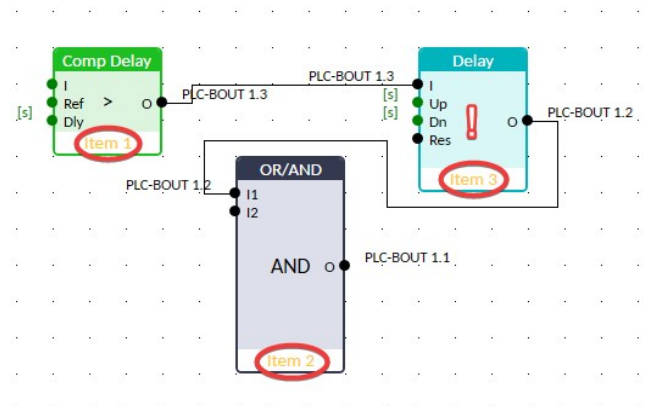 Comp Delay
I
Ref > O
Dly
[s]
Item 1
PLC-BOUT 1.3
PLC-BOUT 1.3
Delay
I
[s] Up
[s] Dn
Res
! O
Item 3
PLC-BOUT 1.2
PLC-BOUT 1.2
OR/AND
I1
I2
AND O
Item 2
PLC-BOUT 1.1